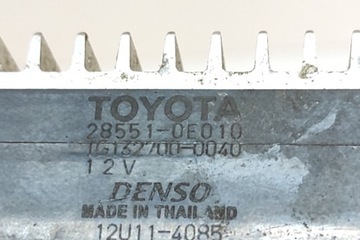 TOYOTA
28551-0E010
TG132700-0040
12V
DENSO
MADE IN THAILAND
12U11-4085